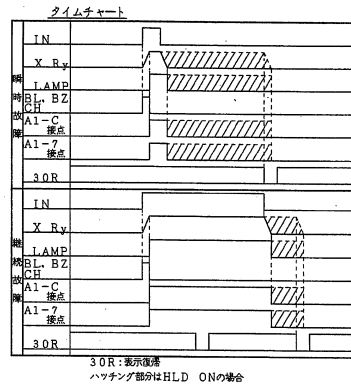 タイムチャート
瞬時故障
IN
X. Ry
LAMP
BL. BZ
CH
A1-C
接点
A1-7
接点
30R
継続故障
IN
X Ry
LAMP
BL. BZ
CH
A1-C
接点
A1-7
接点
30R
30R:表示復帰
ハッチング部分はHLD ONの場合